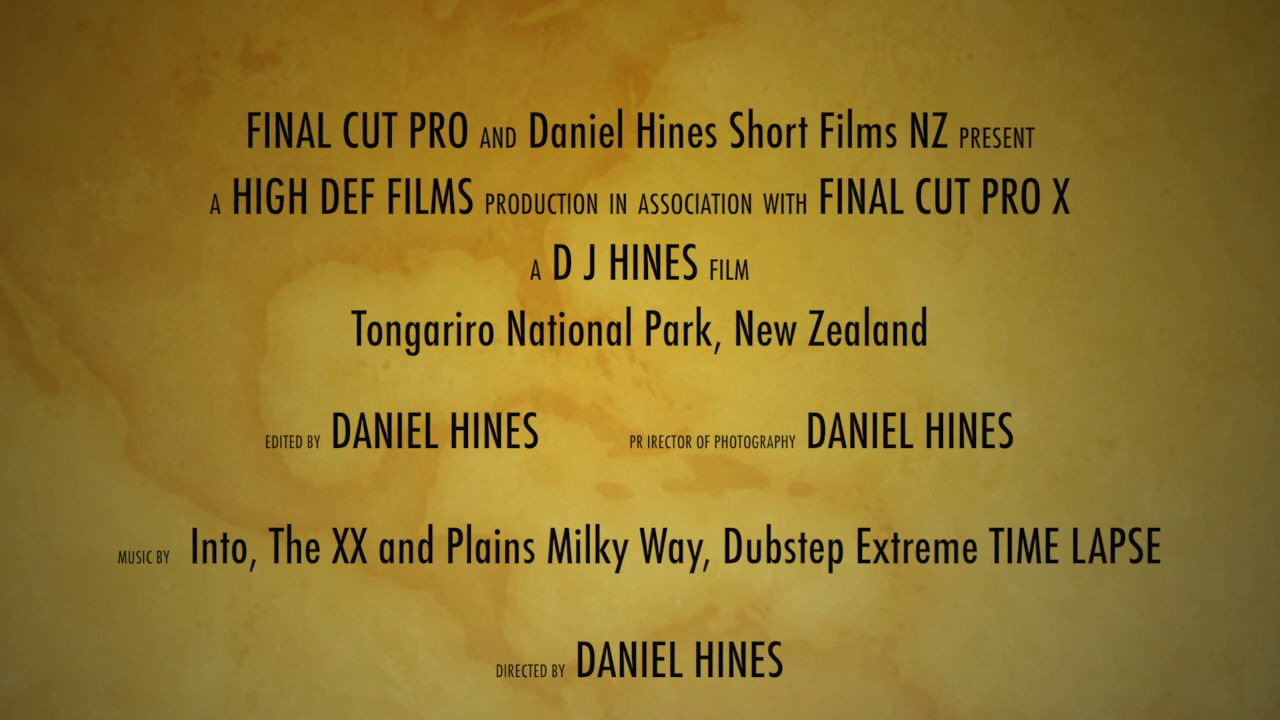 FINAL CUT PRO AND Daniel Hines Short Films NZ PRESENT
A HIGH DEF FILMS PRODUCTION IN ASSOCIATION WITH FINAL CUT PRO X
A D J HINES FILM
Tongariro National Park, New Zealand
EDITED BY DANIEL HINES PR IRECTOR OF PHOTOGRAPHY DANIEL HINES
MUSIC BY Into, The XX and Plains Milky Way, Dubstep Extreme TIME LAPSE
DIRECTED BY DANIEL HINES